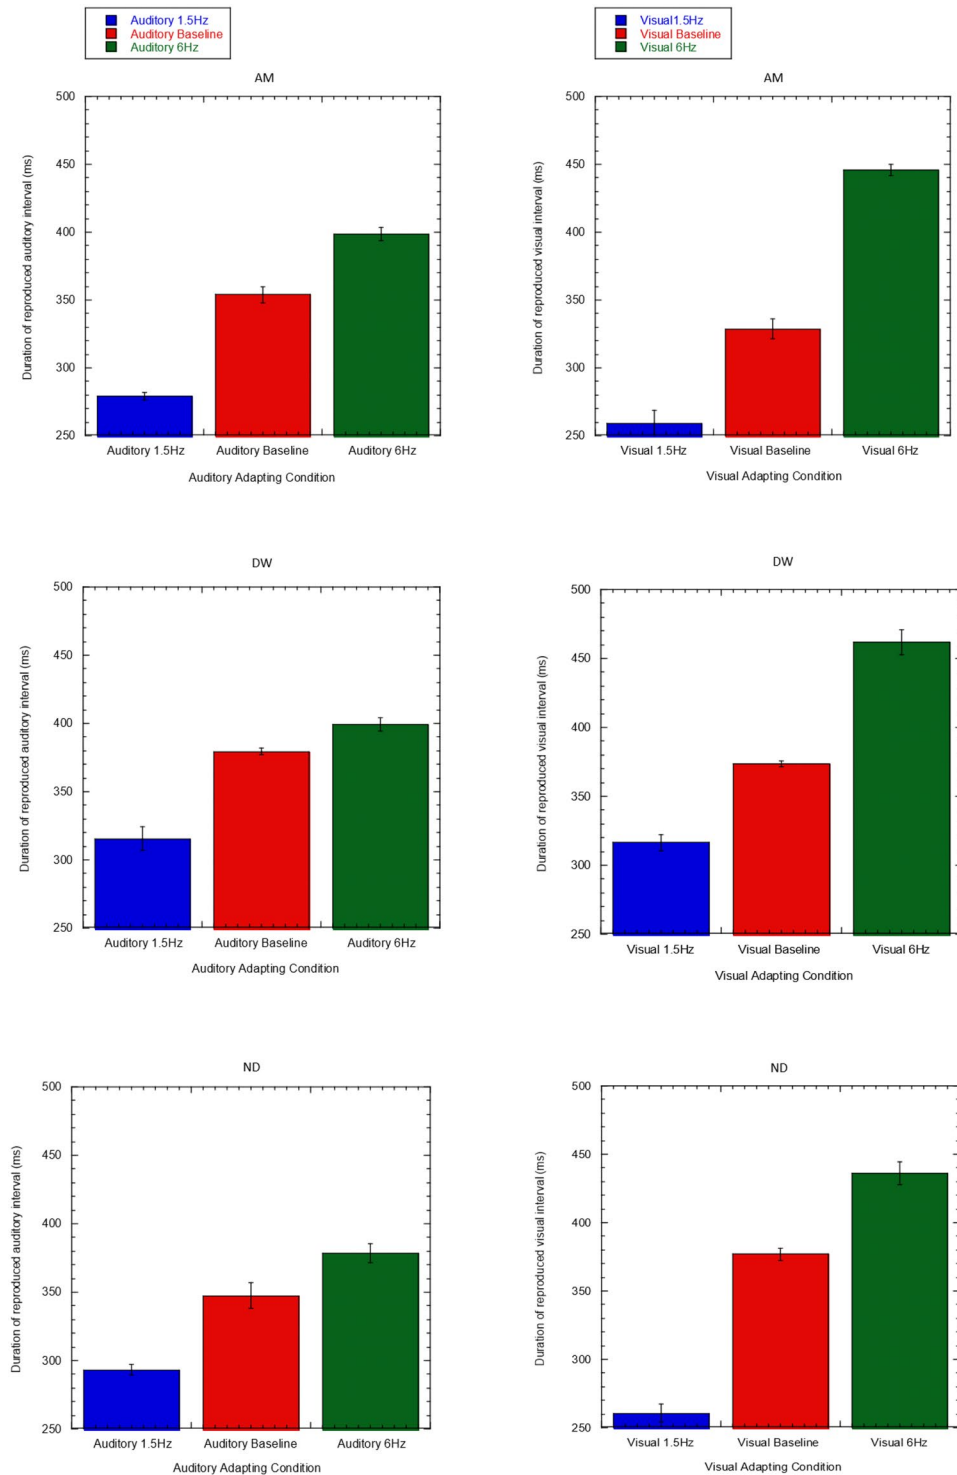 Auditory 1.5Hz
Auditory Baseline
Auditory 6Hz
Visual1.5Hz
Visual Baseline
Visual 6Hz
AM
500
450
400
350
300
250
Duration of reproduced auditory interval (ms)
Auditory 1.5Hz Auditory Baseline Auditory 6Hz
Auditory Adapting Condition
AM
500
450
400
350
300
250
Duration of reproduced visual interval (ms)
Visual 1.5Hz Visual Baseline Visual 6Hz
Visual Adapting Condition
DW
500
450
400
350
300
250
Duration of reproduced auditory interval (ms)
Auditory 1.5Hz Auditory Baseline Auditory 6Hz
Auditory Adapting Condition
DW
500
450
400
350
300
250
Duration of reproduced visual interval (ms)
Visual 1.5Hz Visual Baseline Visual 6Hz
Visual Adapting Condition
ND
500
450
400
350
300
250
Duration of reproduced auditory interval (ms)
Auditory 1.5Hz Auditory Baseline Auditory 6Hz
Auditory Adapting Condition
ND
500
450
400
350
300
250
Duration of reproduced visual interval (ms)
Visual 1.5Hz Visual Baseline Visual 6Hz
Visual Adapting Condition